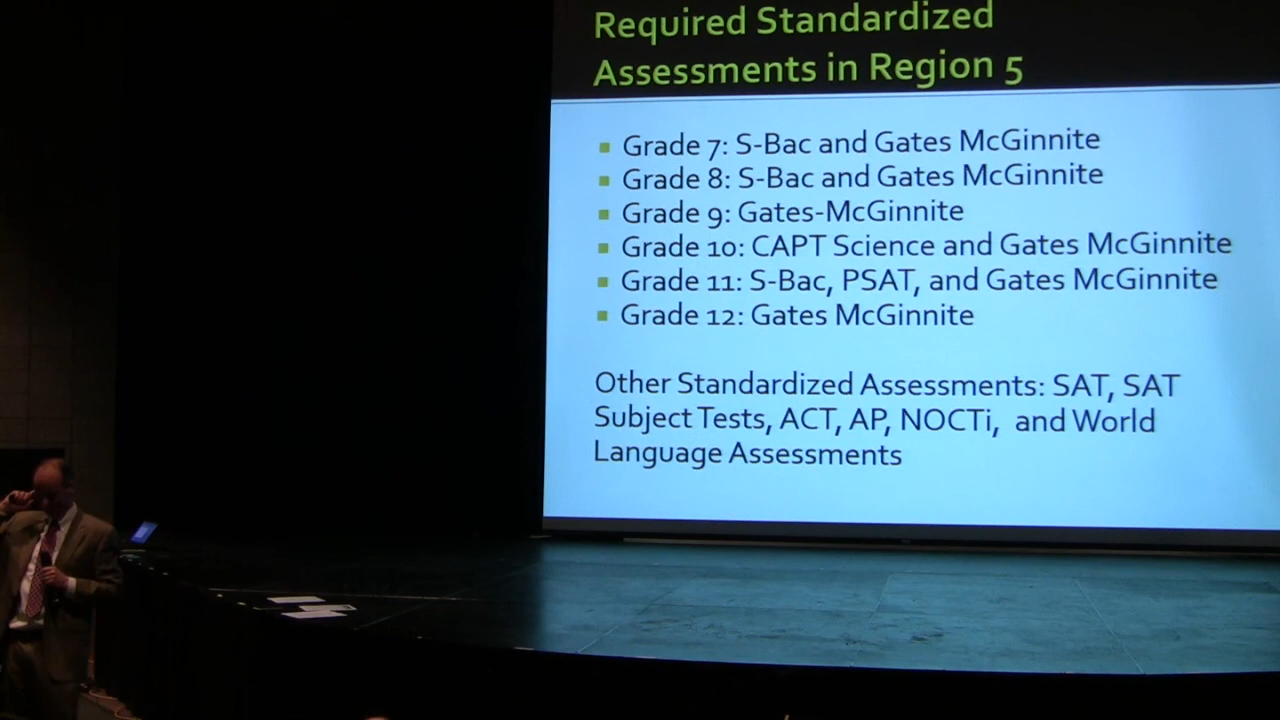 Required Standardized
Assessments in Region 5
Grade 7: S-Bac and Gates McGinnite
Grade 8: S-Bac and Gates McGinnite
Grade 9: Gates-McGinnite
Grade 10: CAPT Science and Gates McGinnite
Grade 11: S-Bac, PSAT, and Gates McGinnite
Grade 12: Gates McGinnite
Other Standardized Assessments: SAT, SAT
Subject Tests, ACT, AP, NOCTi, and World
Language Assessments